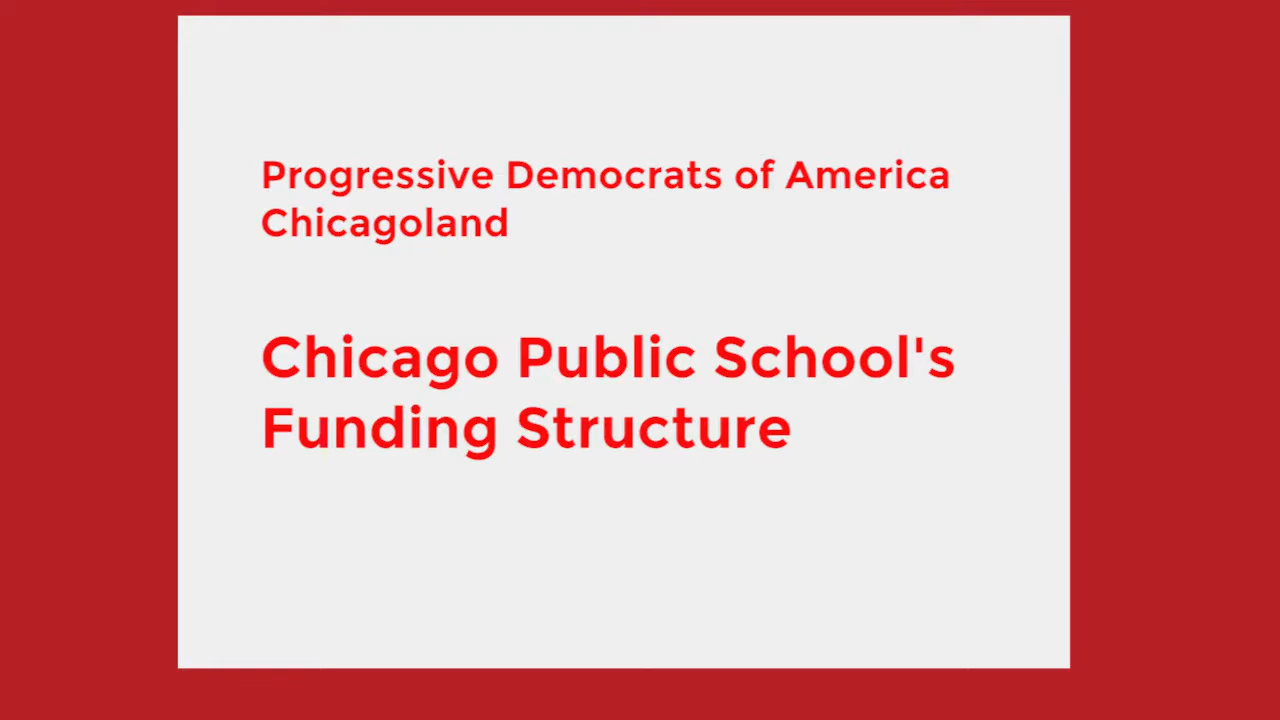 Progressive Democrats of America
Chicagoland
Chicago Public School's
Funding Structure